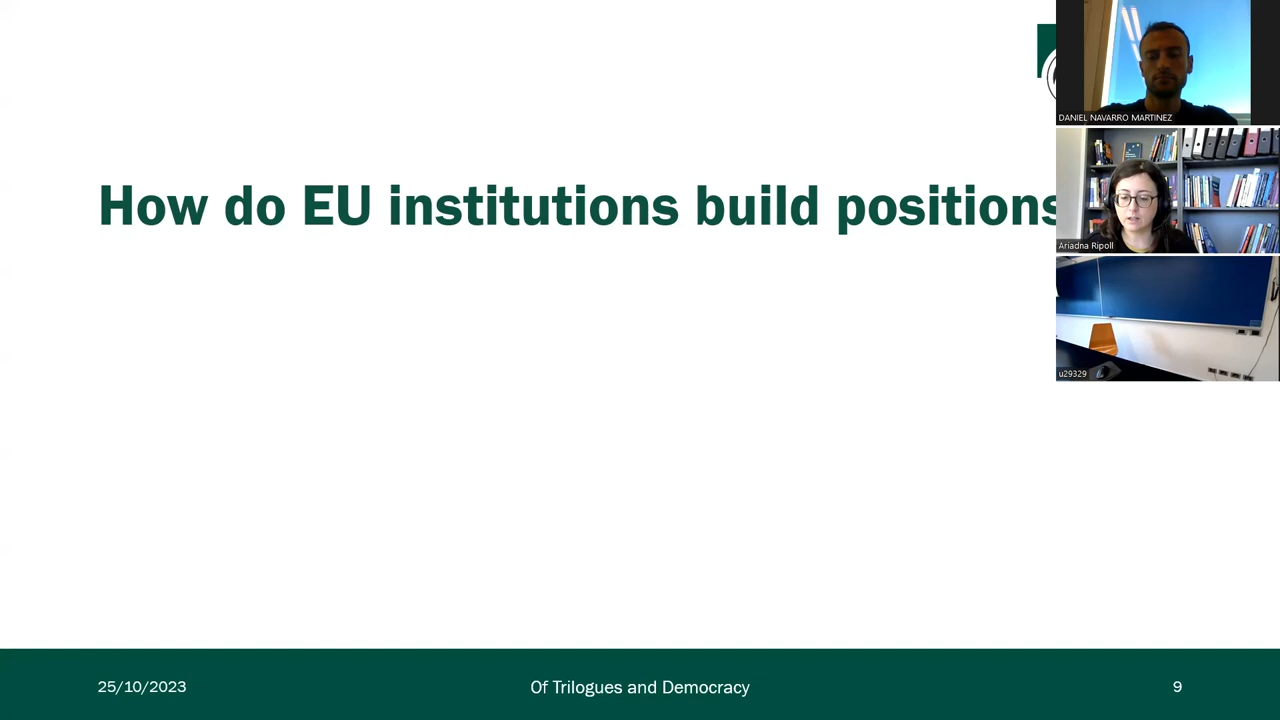 How do EU institutions build positions
DANIEL NAVARRO MARTINEZ
Ariadna Ripoll
u29329
25/10/2023
Of Trilogues and Democracy
9